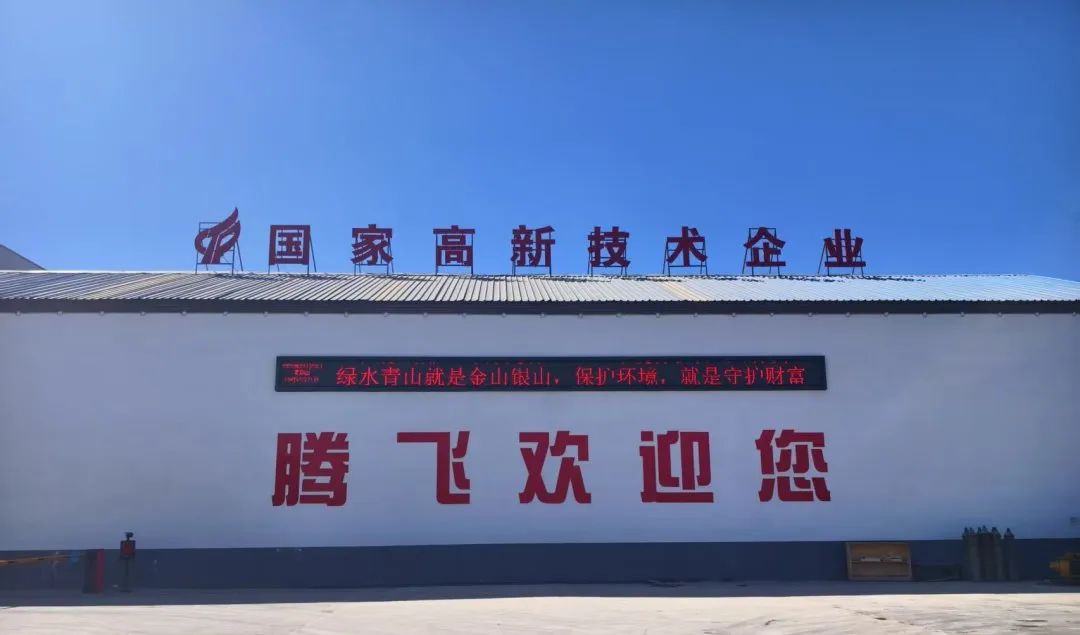 国家高新技术企业
绿水青山就是金山银山，保护环境，就是守护财富
腾飞欢迎您